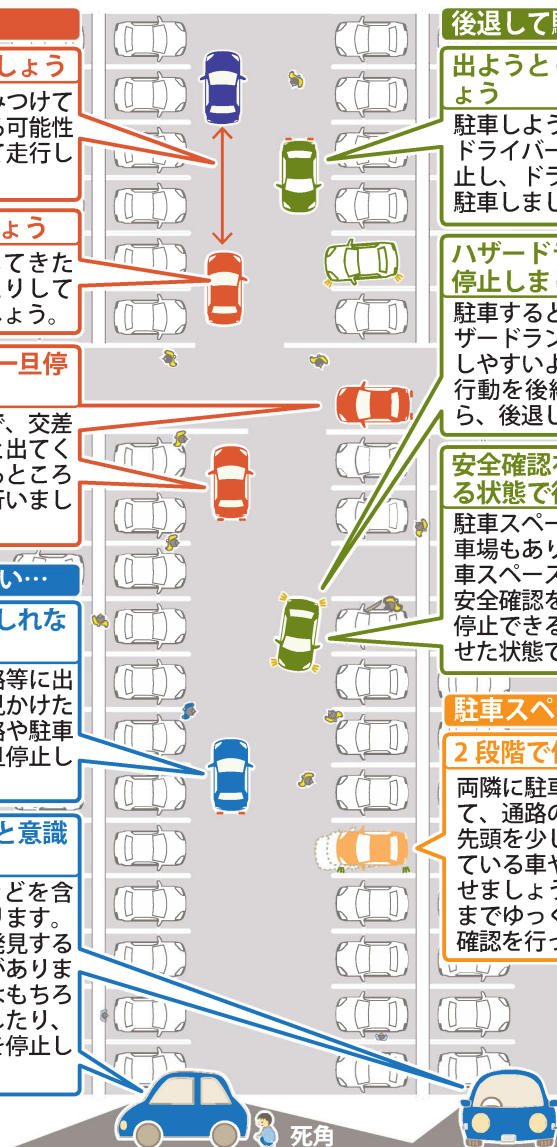 しょう
みつけて
る可能性
て走行し
ょう
してきた
たりして
しょう。
一旦停
で、交差
と出てく
るところ
行いまし
い…
しれな
路等に出
見かけた
路や駐車
旦停止し
と意識
などを含
ります。
発見する
がありま
はもちろ
したり、
を停止し
後退して駐
出ようと
ょう
駐車しよう
ドライバー
止し、ドラ
駐車しまし
ハザードラ
停止しま
駐車すると
ザードラン
しやすいよ
行動を後続
ら、後退し
安全確認を
る状態で後
駐車スペー
車場もあり
車スペース
安全確認を
停止できる
せた状態で
駐車スペ
2段階で
両隣に駐車
て、通路の
先頭を少し
ている車や
せましょう
までゆっく
確認を行っ
死角